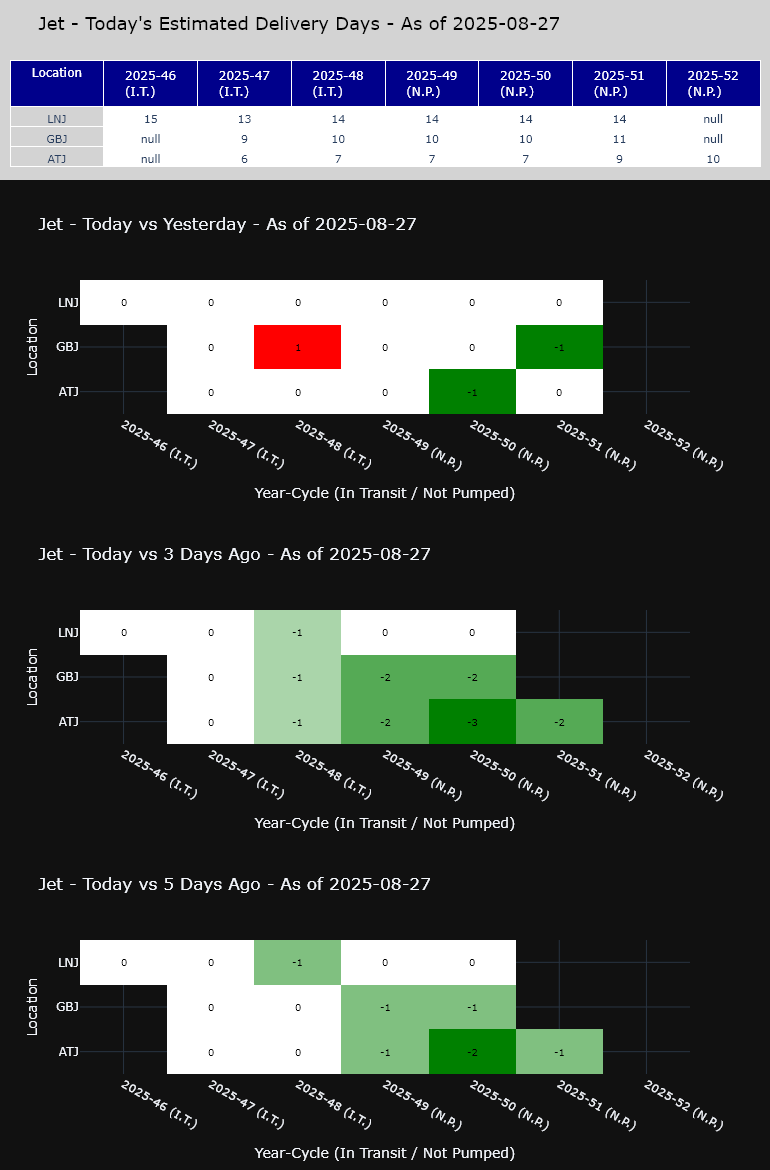 Jet - Today's Estimated Delivery Days - As of 2025-08-27
Location 2025-46 (I.T.) 2025-47 (I.T.) 2025-48 (I.T.) 2025-49 (N.P.) 2025-50 (N.P.) 2025-51 (N.P.) 2025-52 (N.P.)
LNJ 15 13 14 14 14 14 null
GBJ null 9 10 10 10 11 null
ATJ null 6 7 7 7 9 10
Jet - Today vs Yesterday - As of 2025-08-27
Location
LNJ 0 0 0 0 0 0
GBJ 0 1 0 0 -1
ATJ 0 0 0 -1 0
2025-46 (I.T.) 2025-47 (I.T.) 2025-48 (I.T.) 2025-49 (N.P.) 2025-50 (N.P.) 2025-51 (N.P.) 2025-52 (N.P.)
Year-Cycle (In Transit / Not Pumped)
Jet - Today vs 3 Days Ago - As of 2025-08-27
Location
LNJ 0 0 -1 0 0
GBJ 0 -1 -2 -2
ATJ 0 -1 -2 -3 -2
2025-46 (I.T.) 2025-47 (I.T.) 2025-48 (I.T.) 2025-49 (N.P.) 2025-50 (N.P.) 2025-51 (N.P.) 2025-52 (N.P.)
Year-Cycle (In Transit / Not Pumped)
Jet - Today vs 5 Days Ago - As of 2025-08-27
Location
LNJ 0 0 -1 0 0
GBJ 0 0 -1 -1
ATJ 0 0 -1 -2 -1
2025-46 (I.T.) 2025-47 (I.T.) 2025-48 (I.T.) 2025-49 (N.P.) 2025-50 (N.P.) 2025-51 (N.P.) 2025-52 (N.P.)
Year-Cycle (In Transit / Not Pumped)